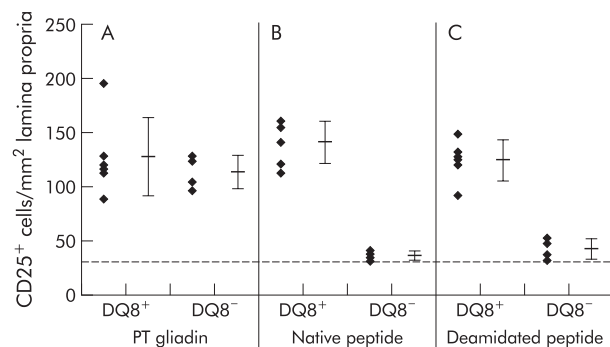 A
B
C
CD25+ cells/mm2 lamina propria
250
200
150
100
50
0
DQ8+ DQ8− DQ8+ DQ8− DQ8+ DQ8−
PT gliadin Native peptide Deamidated peptide